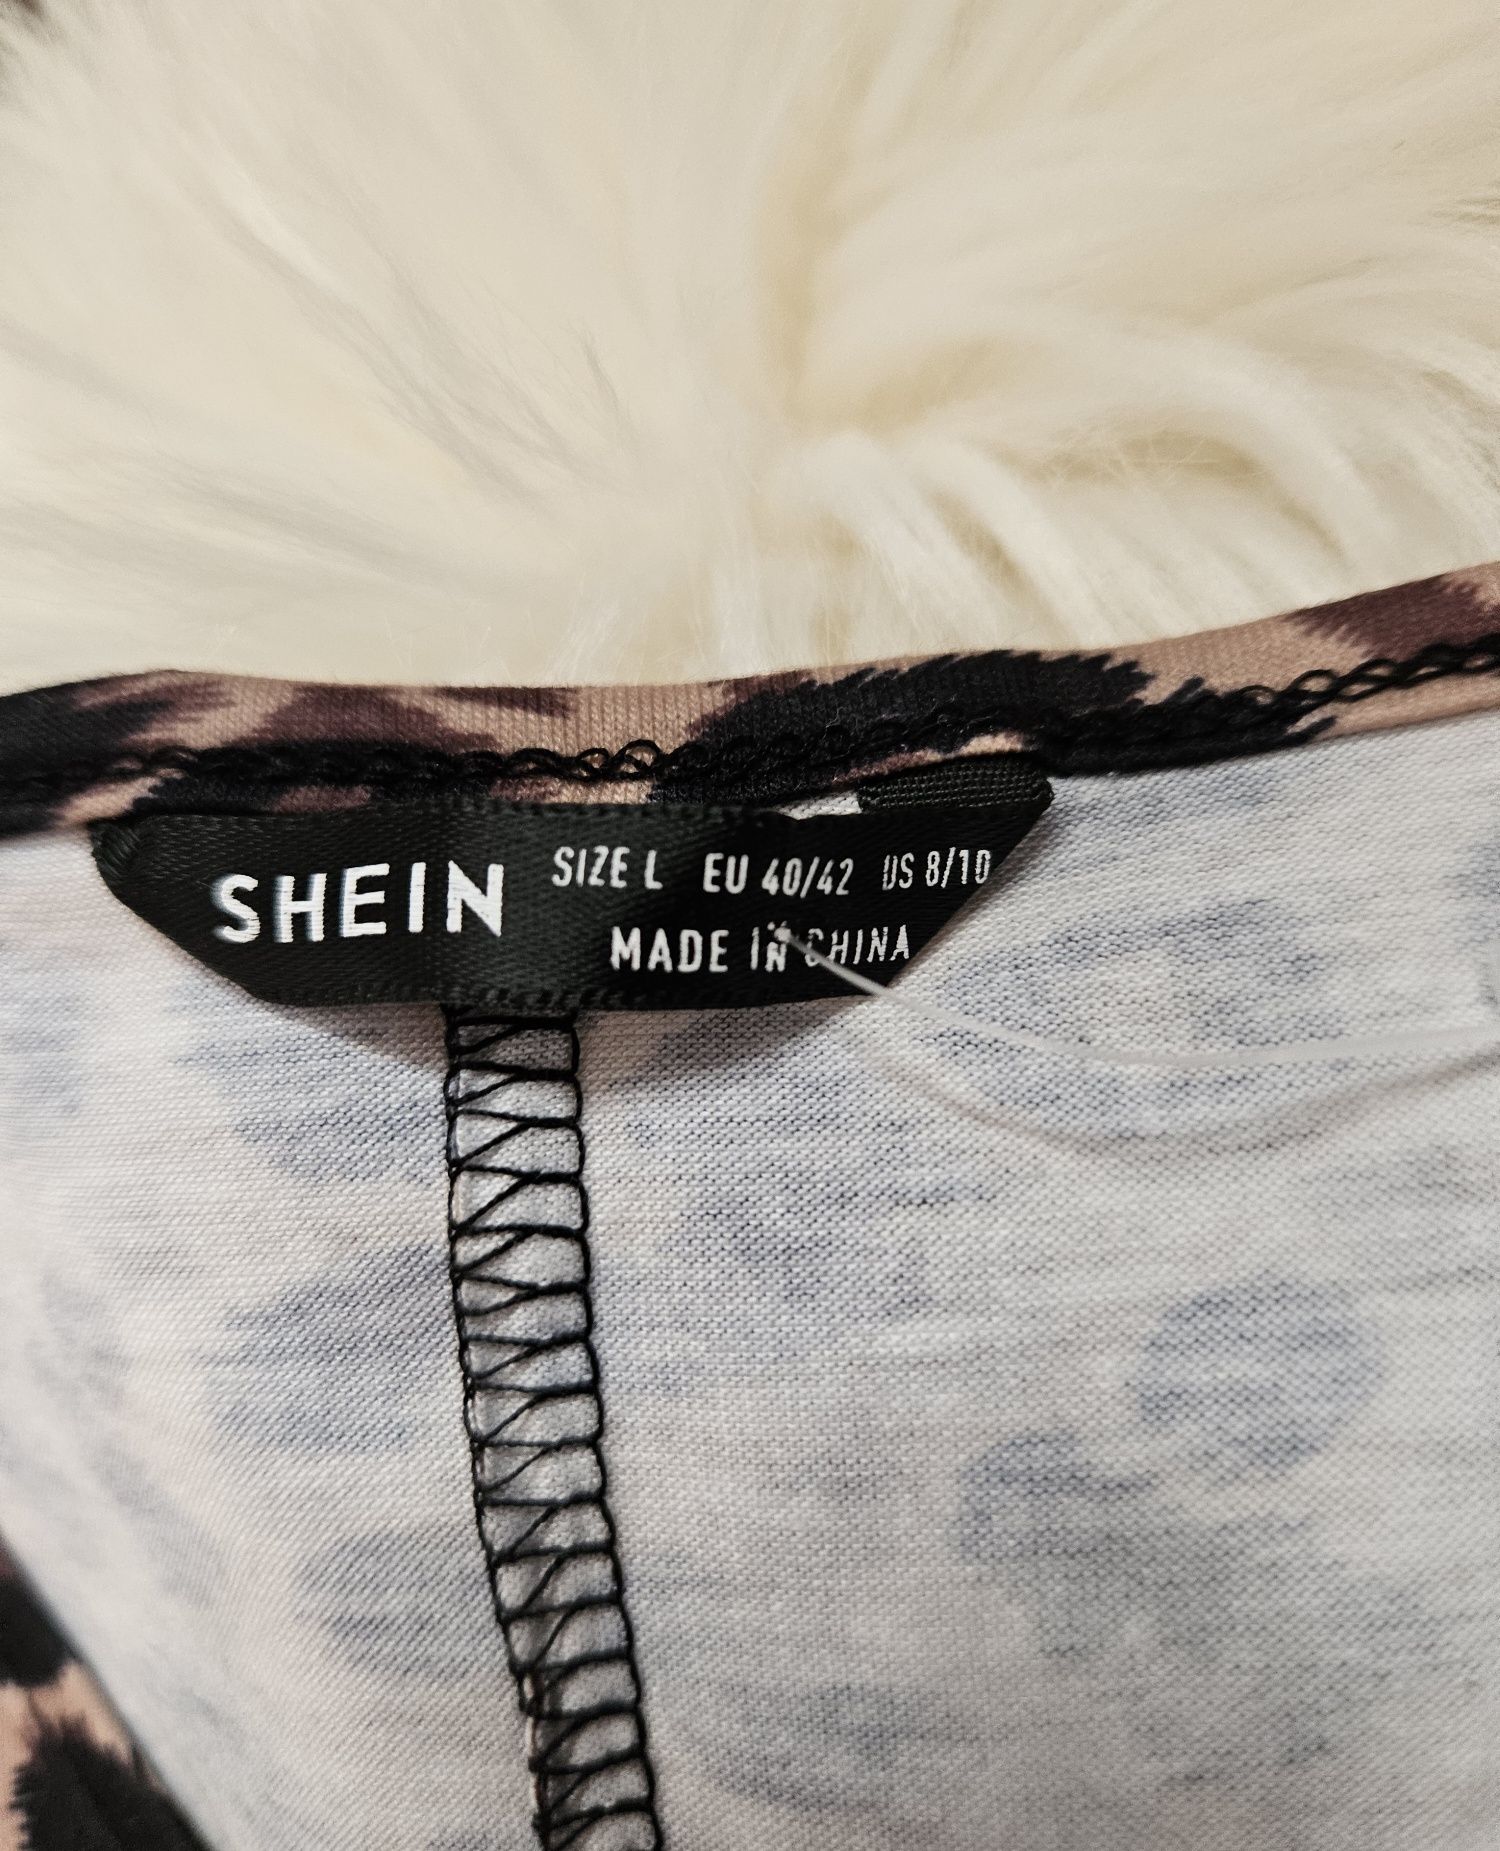 SHEIN
SIZE L EU 40/42 US 8/10
MADE IN CHINA